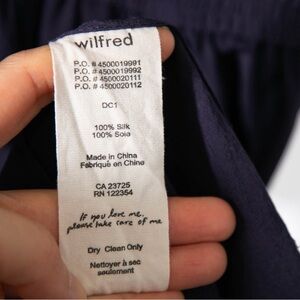 wilfred
P.O. # 4500019991
P.O. # 4500019992
P.O. # 4500020111
P.O. # 4500020112
DC1
100% Silk
100% Soie
Made in China
Fabriqué en Chine
CA 23725
RN 122354
If you love me,
please take care of me
Dry Clean Only
Nettoyer à sec
seulement